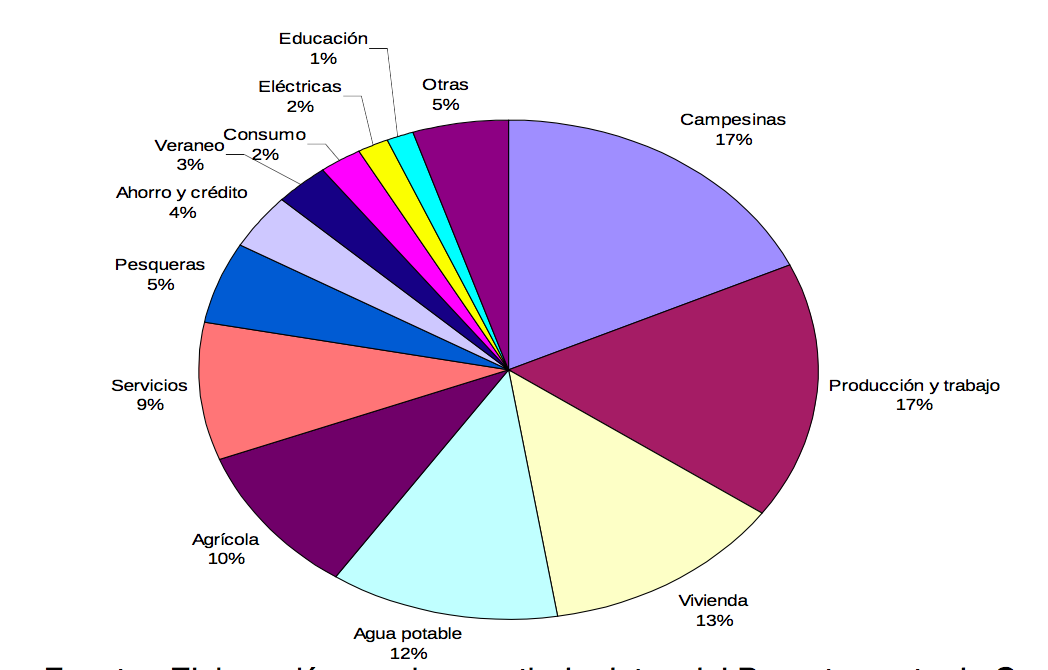 Educación
1%
Eléctricas
2%
Otras
5%
Consumo
2%
Veraneo
3%
Ahorro y crédito
4%
Pesqueras
5%
Servicios
9%
Agrícola
10%
Agua potable
12%
Vivienda
13%
Producción y trabajo
17%
Campesinas
17%